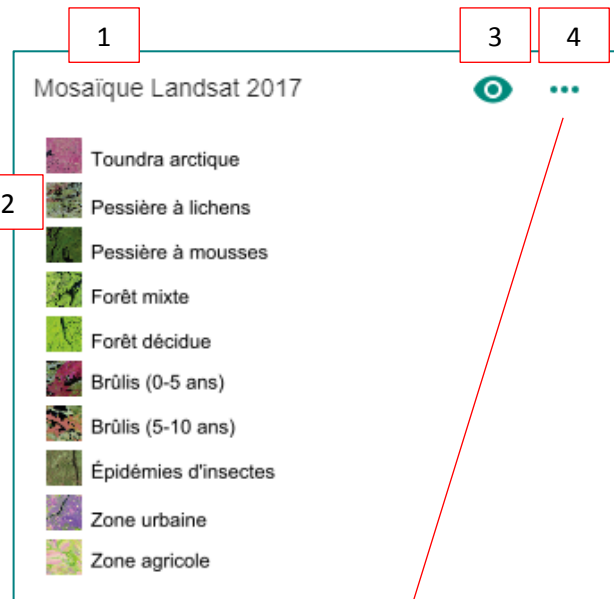 1
3
4
Mosaïque Landsat 2017
Toundra arctique
2
Pessière à lichens
Pessière à mousses
Forêt mixte
Forêt décidue
Brûlis (0-5 ans)
Brûlis (5-10 ans)
Épidémies d'insectes
Zone urbaine
Zone agricole